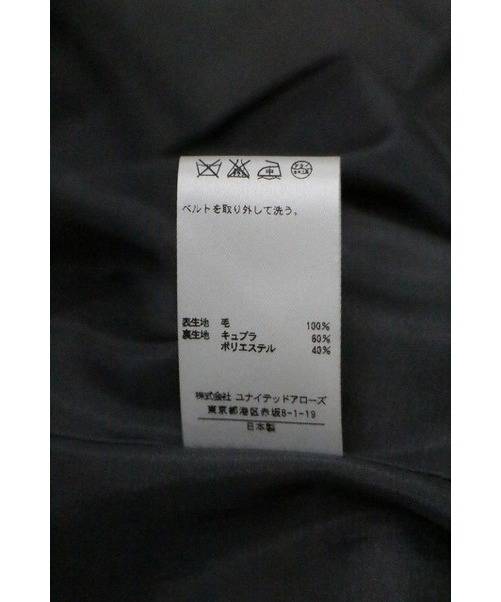 ベルトを取り外して洗う。
表生地 毛 100%
裏生地 キュプラ 60%
ポリエステル 40%
株式会社 ユナイテッドアローズ
東京都港区赤坂8-1-19
日本製